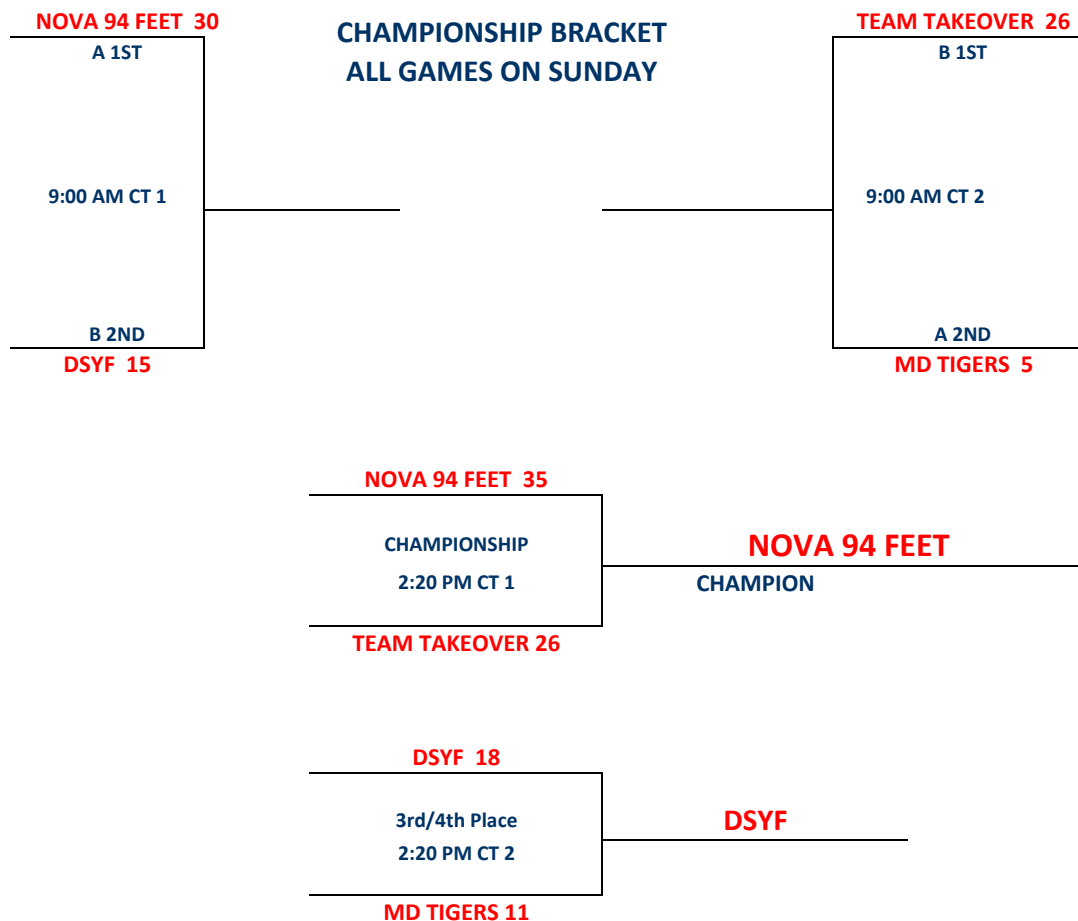 NOVA 94 FEET  30
A 1ST
9:00 AM CT 1
B 2ND
DSYF  15
CHAMPIONSHIP BRACKET
ALL GAMES ON SUNDAY
TEAM TAKEOVER  26
B 1ST
9:00 AM CT 2
A 2ND
MD TIGERS  5
NOVA 94 FEET  35
CHAMPIONSHIP
2:20 PM CT 1
TEAM TAKEOVER 26
NOVA 94 FEET
CHAMPION
DSYF  18
3rd/4th Place
2:20 PM CT 2
MD TIGERS 11
DSYF